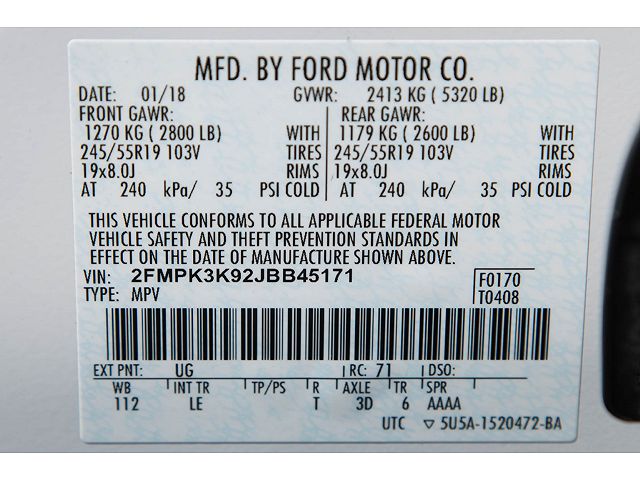 MFD. BY FORD MOTOR CO.
DATE: 01/18 GVWR: 2413 KG ( 5320 LB)
FRONT GAWR: REAR GAWR:
1270 KG ( 2800 LB) WITH 1179 KG ( 2600 LB) WITH
245/55R19 103V TIRES 245/55R19 103V TIRES
19x8.0J RIMS 19x8.0J RIMS
AT 240 kPa/ 35 PSI COLD AT 240 kPa/ 35 PSI COLD
THIS VEHICLE CONFORMS TO ALL APPLICABLE FEDERAL MOTOR
VEHICLE SAFETY AND THEFT PREVENTION STANDARDS IN
EFFECT ON THE DATE OF MANUFACTURE SHOWN ABOVE.
VIN: 2FMPK3K92JBB45171 F0170
TYPE: MPV T0408
EXT PNT: UG RC: 71 DSO:
WB INT TR TP/PS R AXLE TR SPR
112 LE T 3D 6 AAAA
UTC ▽ 5U5A-1520472-BA